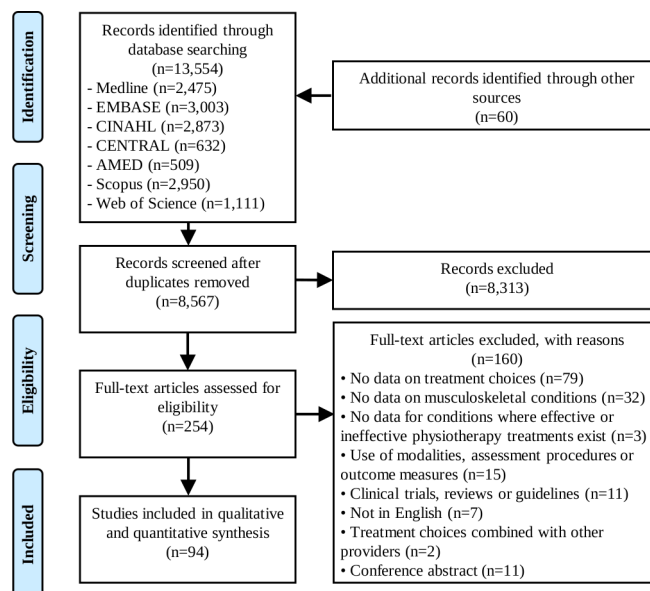 Identification
Records identified through
database searching
(n=13,554)
- Medline (n=2,475)
- EMBASE (n=3,003)
- CINAHL (n=2,873)
- CENTRAL (n=632)
- AMED (n=509)
- Scopus (n=2,950)
- Web of Science (n=1,111)
Additional records identified through other
sources
(n=60)
Screening
Records screened after
duplicates removed
(n=8,567)
Records excluded
(n=8,313)
Eligibility
Full-text articles assessed for
eligibility
(n=254)
Full-text articles excluded, with reasons
(n=160)
• No data on treatment choices (n=79)
• No data on musculoskeletal conditions (n=32)
• No data for conditions where effective or
ineffective physiotherapy treatments exist (n=3)
• Use of modalities, assessment procedures or
outcome measures (n=15)
• Clinical trials, reviews or guidelines (n=11)
• Not in English (n=7)
• Treatment choices combined with other
providers (n=2)
• Conference abstract (n=11)
Included
Studies included in qualitative
and quantitative synthesis
(n=94)